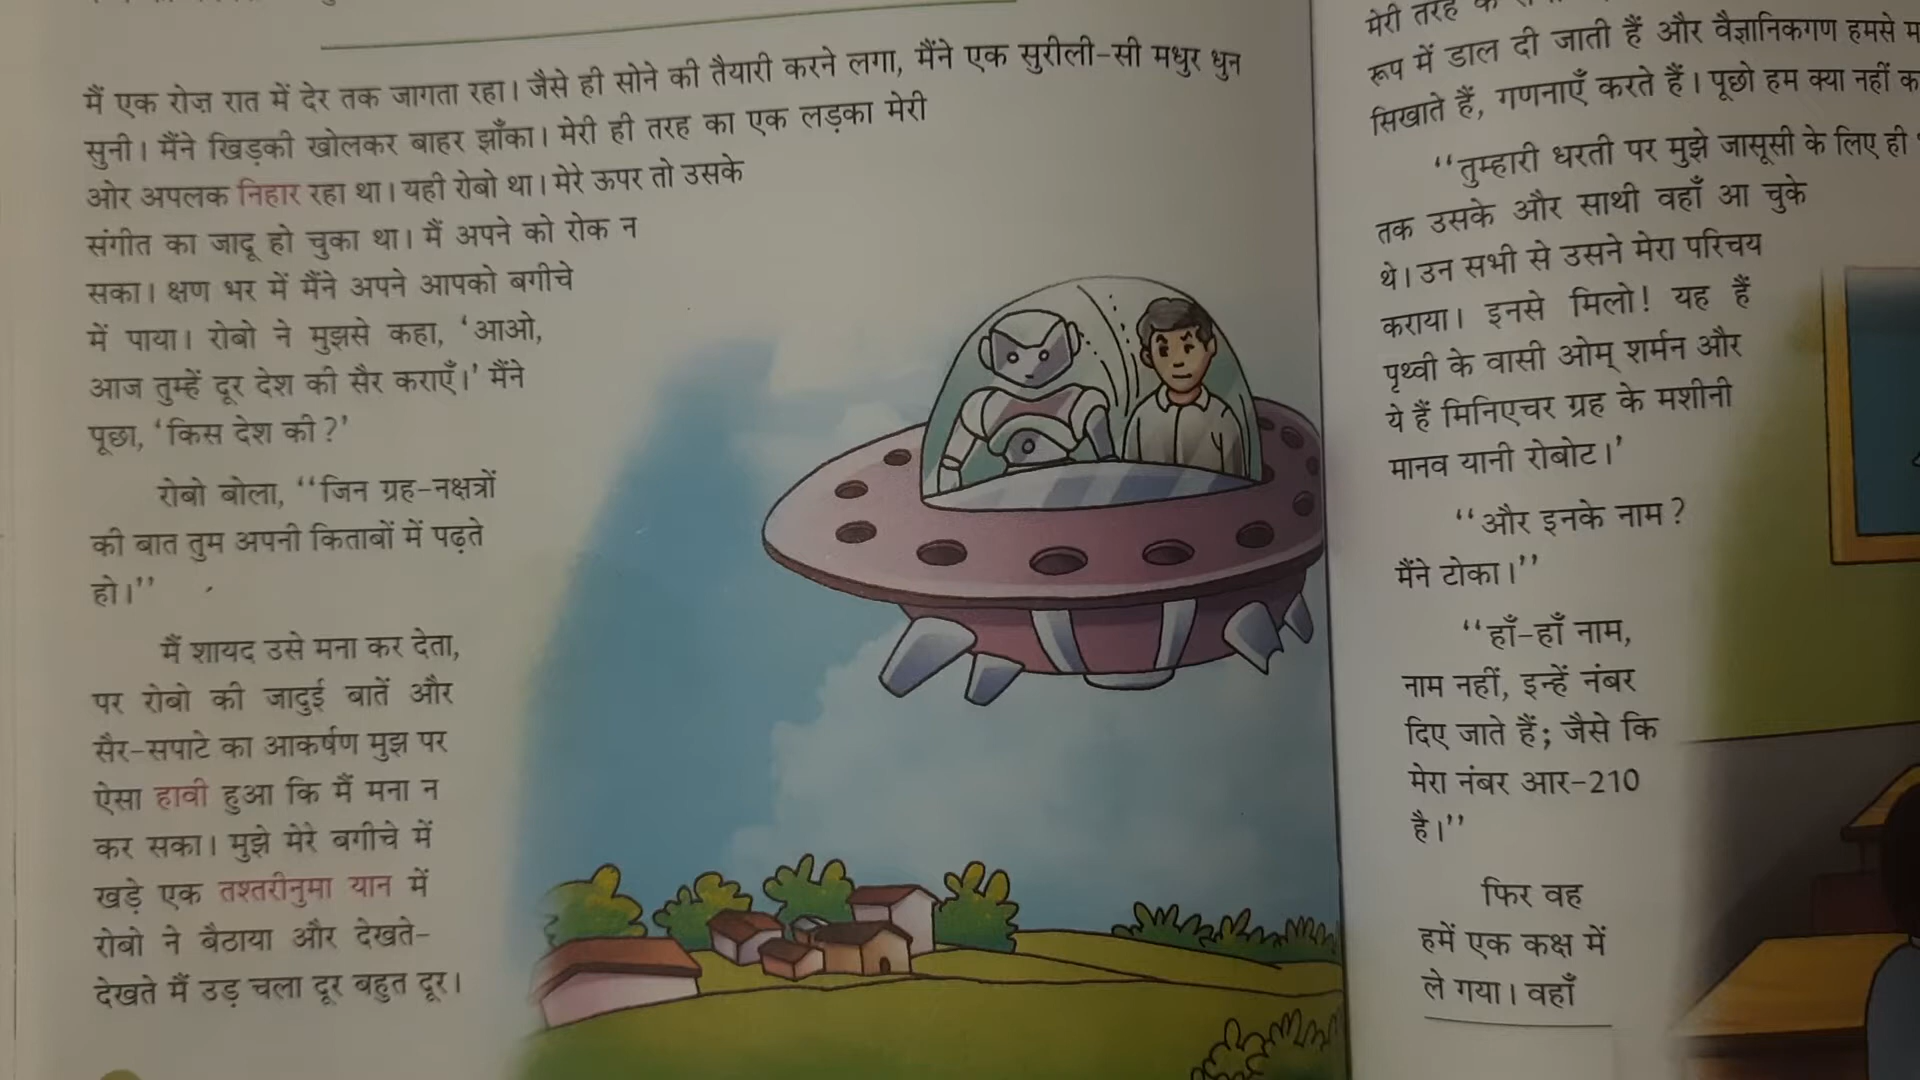 मैं एक रोज़ रात में देर तक जागता रहा। जैसे ही सोने की तैयारी करने लगा, मैंने एक सुरीली-सी मधुर धुन
सुनी। मैंने खिड़की खोलकर बाहर झाँका। मेरी ही तरह का एक लड़का मेरी
ओर अपलक निहार रहा था। यही रोबो था। मेरे ऊपर तो उसके
संगीत का जादू हो चुका था। मैं अपने को रोक न
सका। क्षण भर में मैंने अपने आपको बगीचे
में पाया। रोबो ने मुझसे कहा, ‘आओ,
आज तुम्हें दूर देश की सैर कराएँ।’ मैंने
पूछा, ‘किस देश की?’
रोबो बोला, “जिन ग्रह-नक्षत्रों
की बात तुम अपनी किताबों में पढ़ते
हो।”
मैं शायद उसे मना कर देता,
पर रोबो की जादुई बातें और
सैर-सपाटे का आकर्षण मुझ पर
ऐसा हावी हुआ कि मैं मना न
कर सका। मुझे मेरे बगीचे में
खड़े एक तश्तरीनुमा यान में
रोबो ने बैठाया और देखते-
देखते मैं उड़ चला दूर बहुत दूर।
मेरी तरह के
रूप में डाल दी जाती हैं और वैज्ञानिकगण हमसे
सिखाते हैं, गणनाएँ करते हैं। पूछो हम क्या नहीं
“तुम्हारी धरती पर मुझे जासूसी के लिए ही
तक उसके और साथी वहाँ आ चुके
थे। उन सभी से उसने मेरा परिचय
कराया। इनसे मिलो! यह हैं
पृथ्वी के वासी ओम् शर्मन और
ये हैं मिनिएचर ग्रह के मशीनी
मानव यानी रोबोट।’
“और इनके नाम?
मैंने टोका।”
“हाँ-हाँ नाम,
नाम नहीं, इन्हें नंबर
दिए जाते हैं; जैसे कि
मेरा नंबर आर-210
है।”
फिर वह
हमें एक कक्ष में
ले गया। वहाँ